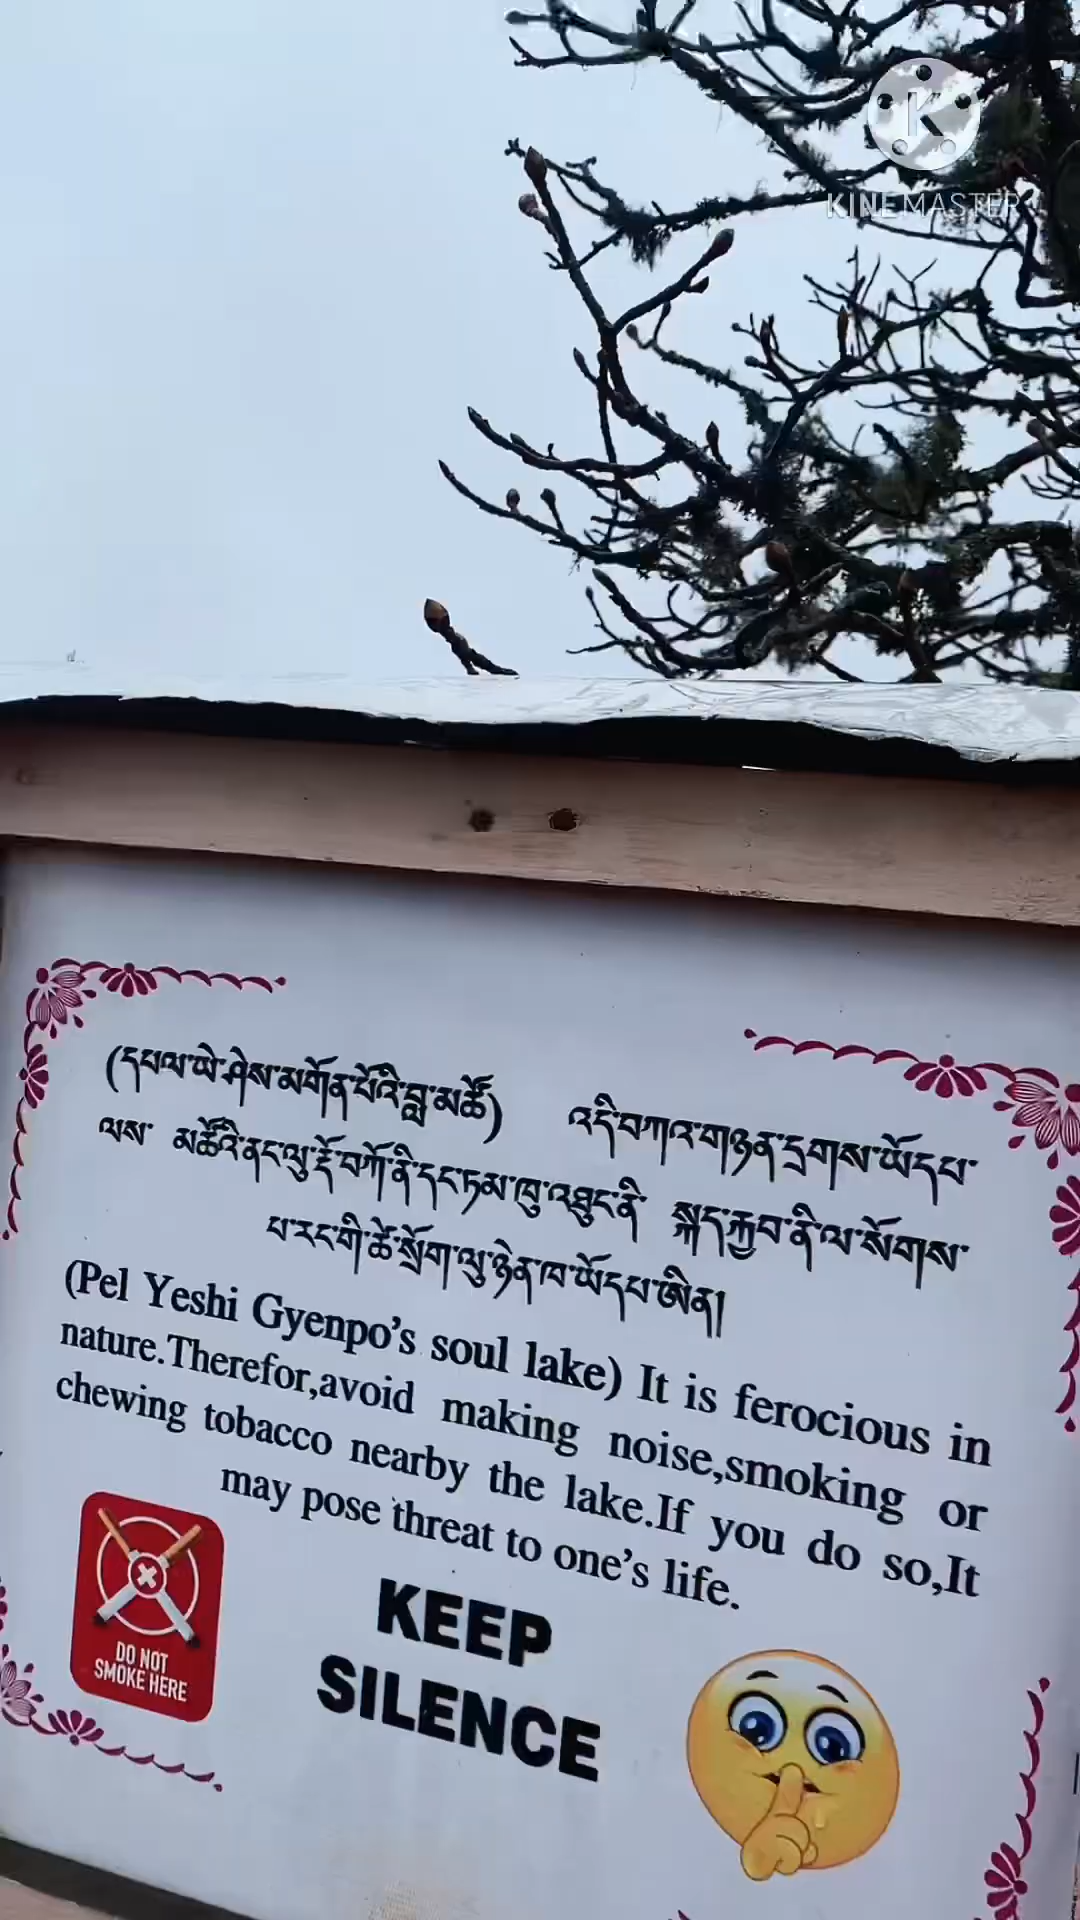 KINEMASTER
(དཔལ་ཡེ་ཤེས་མགོན་པོའི་བླ་མཚོ) འདི་བཀའ་གཉན་དྲགས་ཡོདཔ་
ལས་ མཚོའི་ནང་ལུ་རྡོ་བཀོ་ནི་དང་ཏམ་ཁུ་འཐུང་ནི་ སྐད་རྐྱབ་ནི་ལ་སོགས་
པ་རང་གི་ཚེ་སྲོག་ལུ་ཉེན་ཁ་ཡོདཔ་ཨིན།
(Pel Yeshi Gyenpo's soul lake) It is ferocious in
nature.Therefor,avoid making noise,smoking or
chewing tobacco nearby the lake.If you do so,It
may pose threat to one's life.
DO NOT
SMOKE HERE
KEEP
SILENCE